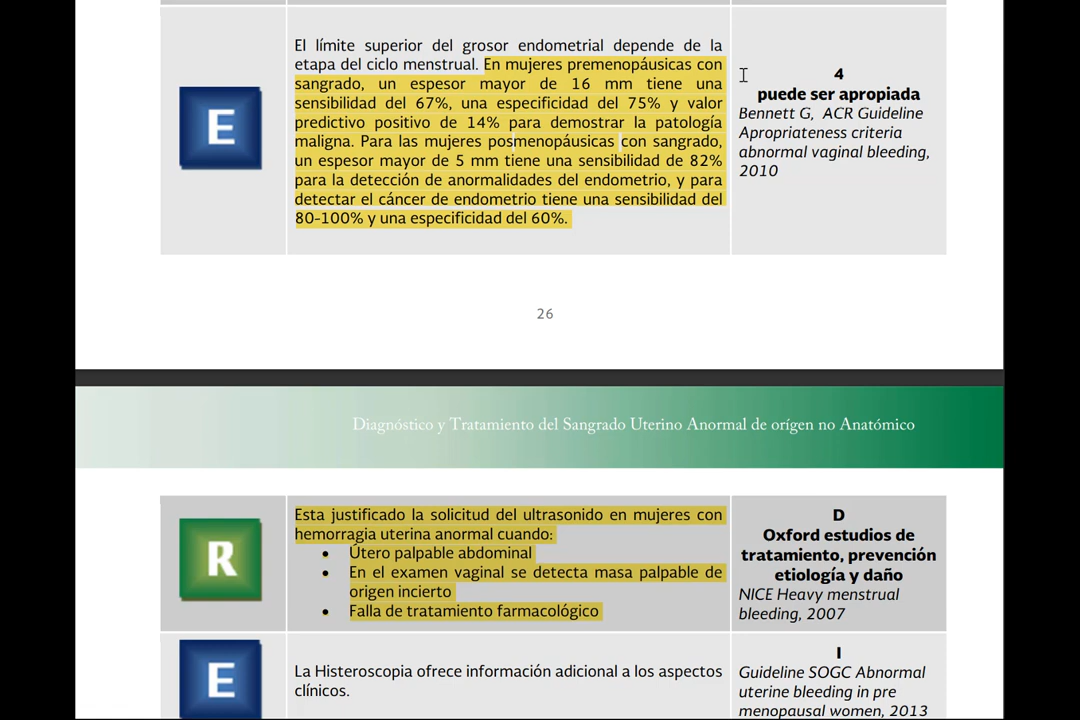 E
El límite superior del grosor endometrial depende de la
etapa del ciclo menstrual. En mujeres premenopáusicas con
sangrado, un espesor mayor de 16 mm tiene una
sensibilidad del 67%, una especificidad del 75% y valor
predictivo positivo de 14% para demostrar la patología
maligna. Para las mujeres posmenopáusicas con sangrado,
un espesor mayor de 5 mm tiene una sensibilidad de 82%
para la detección de anormalidades del endometrio, y para
detectar el cáncer de endometrio tiene una sensibilidad del
80-100% y una especificidad del 60%.
4
puede ser apropiada
Bennett G, ACR Guideline
Apropriateness criteria
abnormal vaginal bleeding,
2010
26
Diagnóstico y Tratamiento del Sangrado Uterino Anormal de orígen no Anatómico
R
Esta justificado la solicitud del ultrasonido en mujeres con
hemorragia uterina anormal cuando:
• Útero palpable abdominal
• En el examen vaginal se detecta masa palpable de
origen incierto
• Falla de tratamiento farmacológico
D
Oxford estudios de
tratamiento, prevención
etiología y daño
NICE Heavy menstrual
bleeding, 2007
E
La Histeroscopia ofrece información adicional a los aspectos
clínicos.
I
Guideline SOGC Abnormal
uterine bleeding in pre
menopausal women, 2013